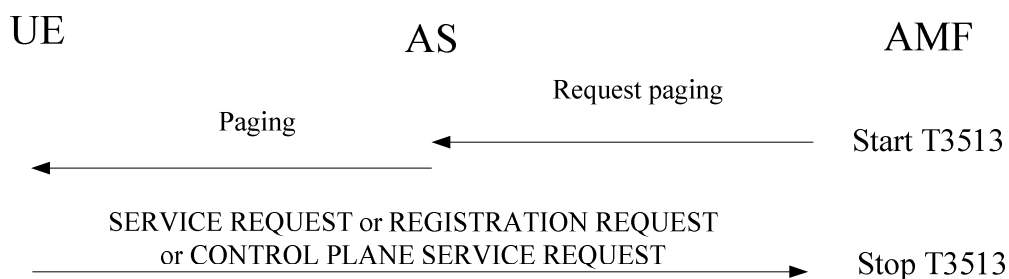 UE AS AMF
Request paging
Paging
Start T3513
SERVICE REQUEST or REGISTRATION REQUEST
or CONTROL PLANE SERVICE REQUEST
Stop T3513